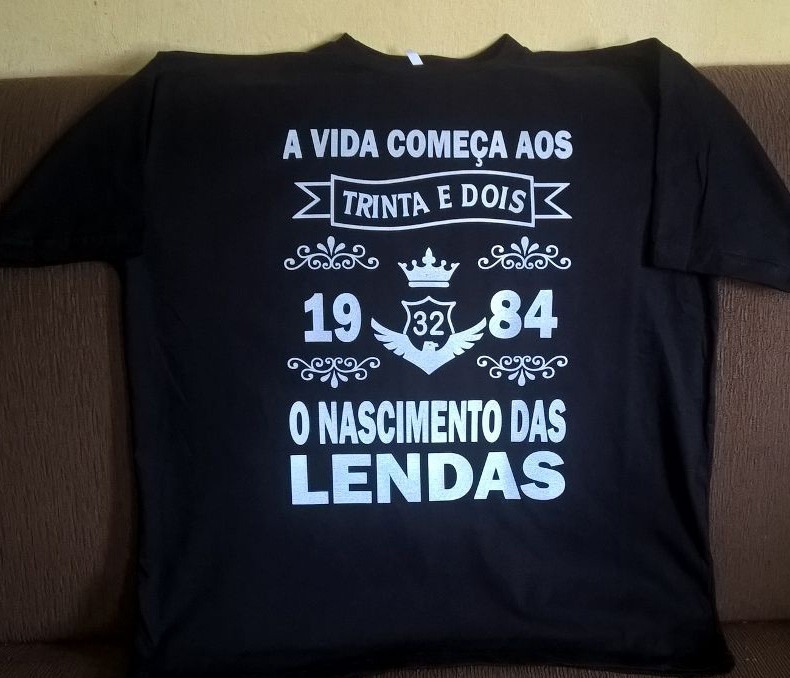 A VIDA COMEÇA AOS
TRINTA E DOIS
19 32 84
O NASCIMENTO DAS
LENDAS